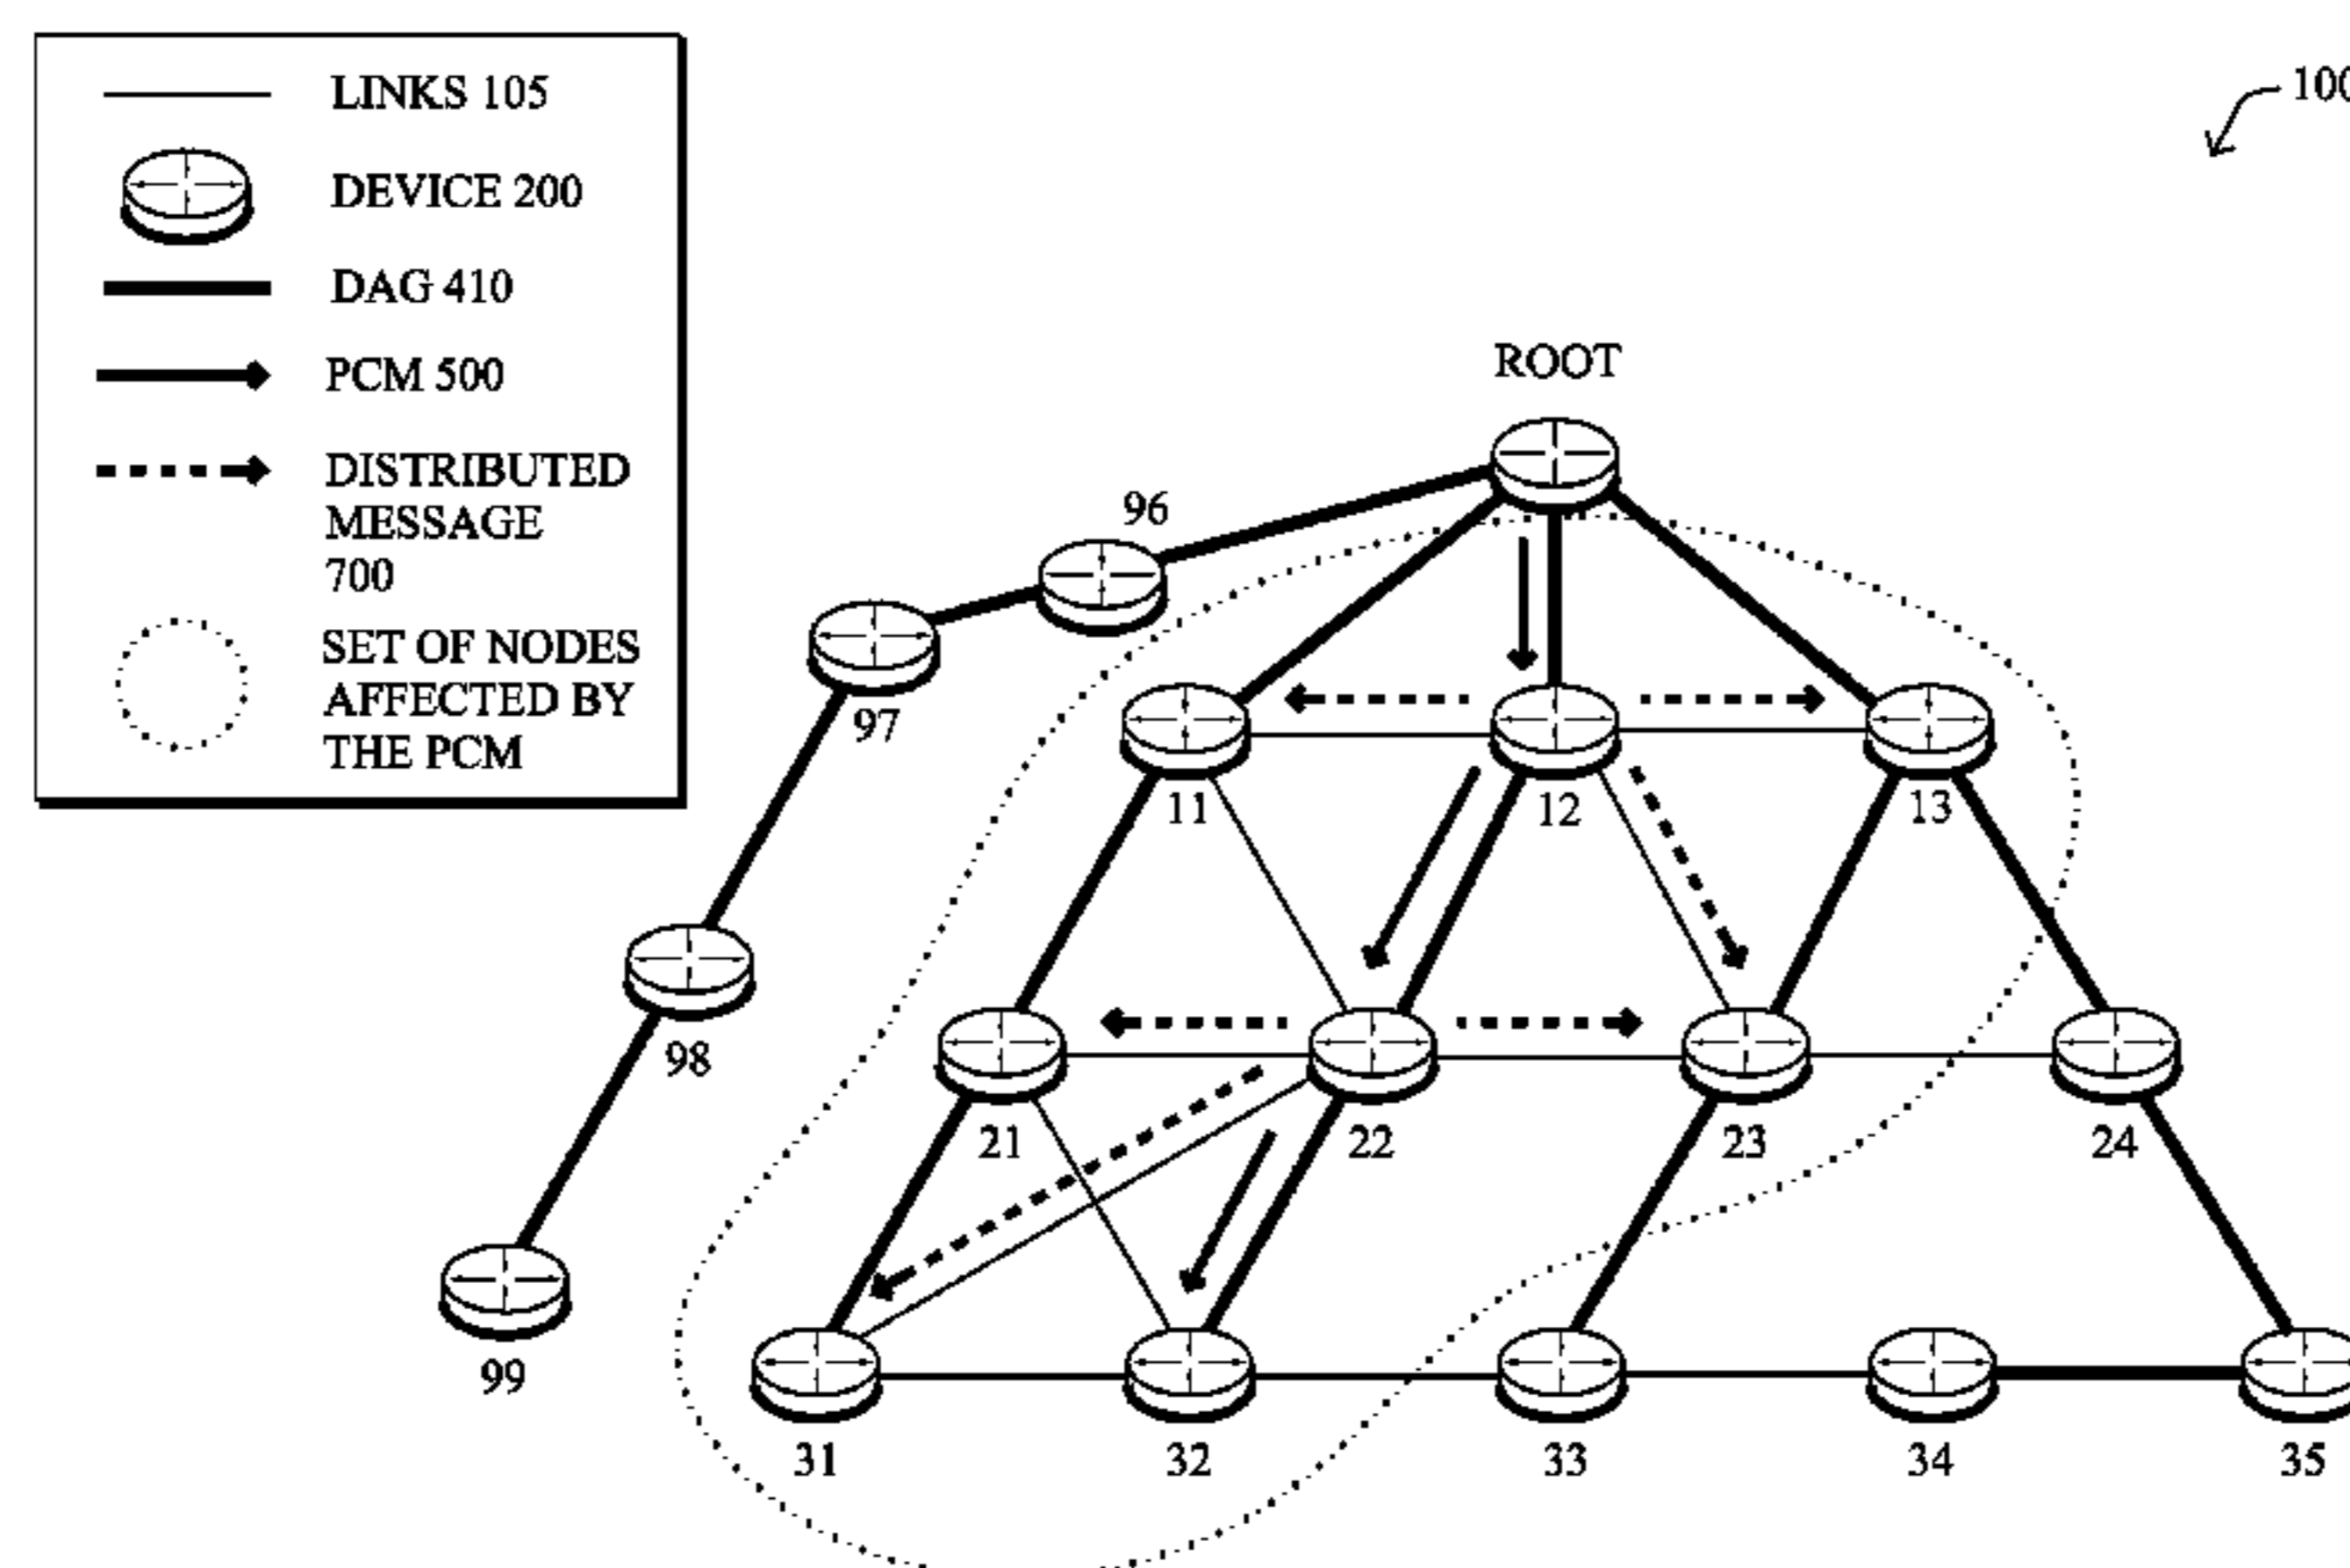 LINKS 105
DEVICE 200
DAG 410
PCM 500
DISTRIBUTED
MESSAGE
700
SET OF NODES
AFFECTED BY
THE PCM
100
ROOT
96
97
11
12
13
98
21
22
23
24
99
31
32
33
34
35